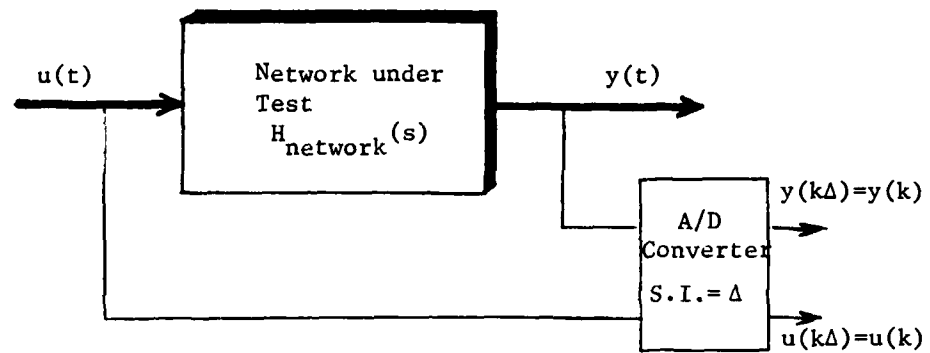 u(t)
Network under
Test
H_network(s)
y(t)
A/D
Converter
S.I.= Δ
y(kΔ)=y(k)
u(kΔ)=u(k)